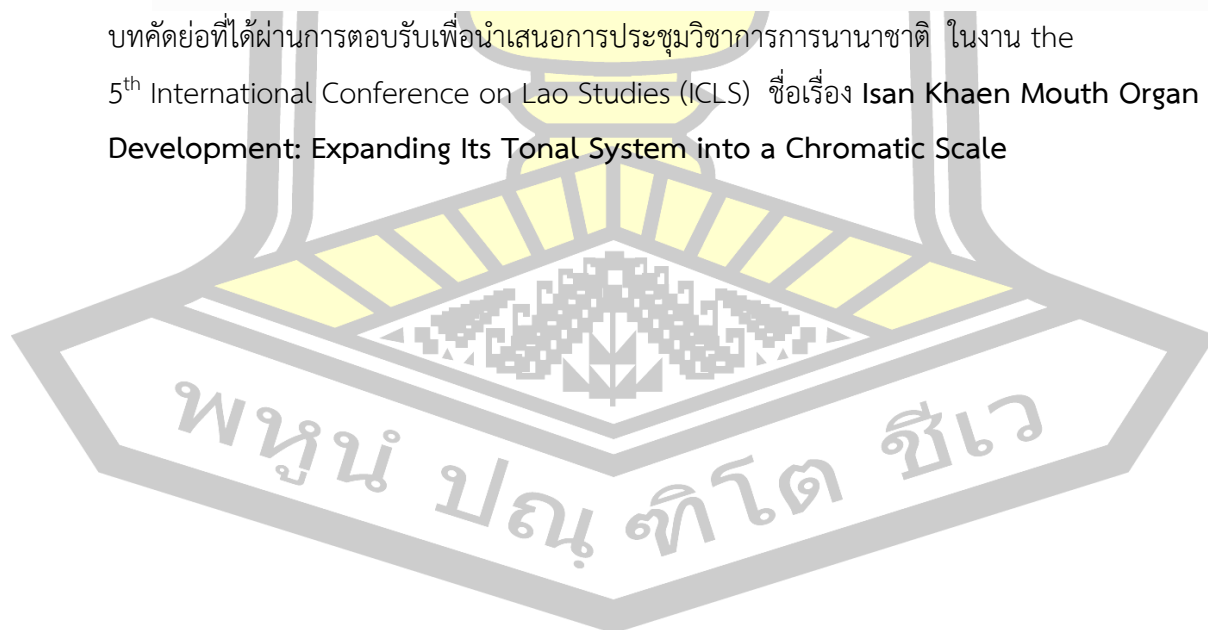 บทคัดย่อที่ได้ผ่านการตอบรับเพื่อนำเสนอการประชุมวิชาการการนานาชาติ ในงาน the
5th International Conference on Lao Studies (ICLS) ชื่อเรื่อง Isan Khaen Mouth Organ
Development: Expanding Its Tonal System into a Chromatic Scale
พหูนํ ปณฺฑิโต ชีเว